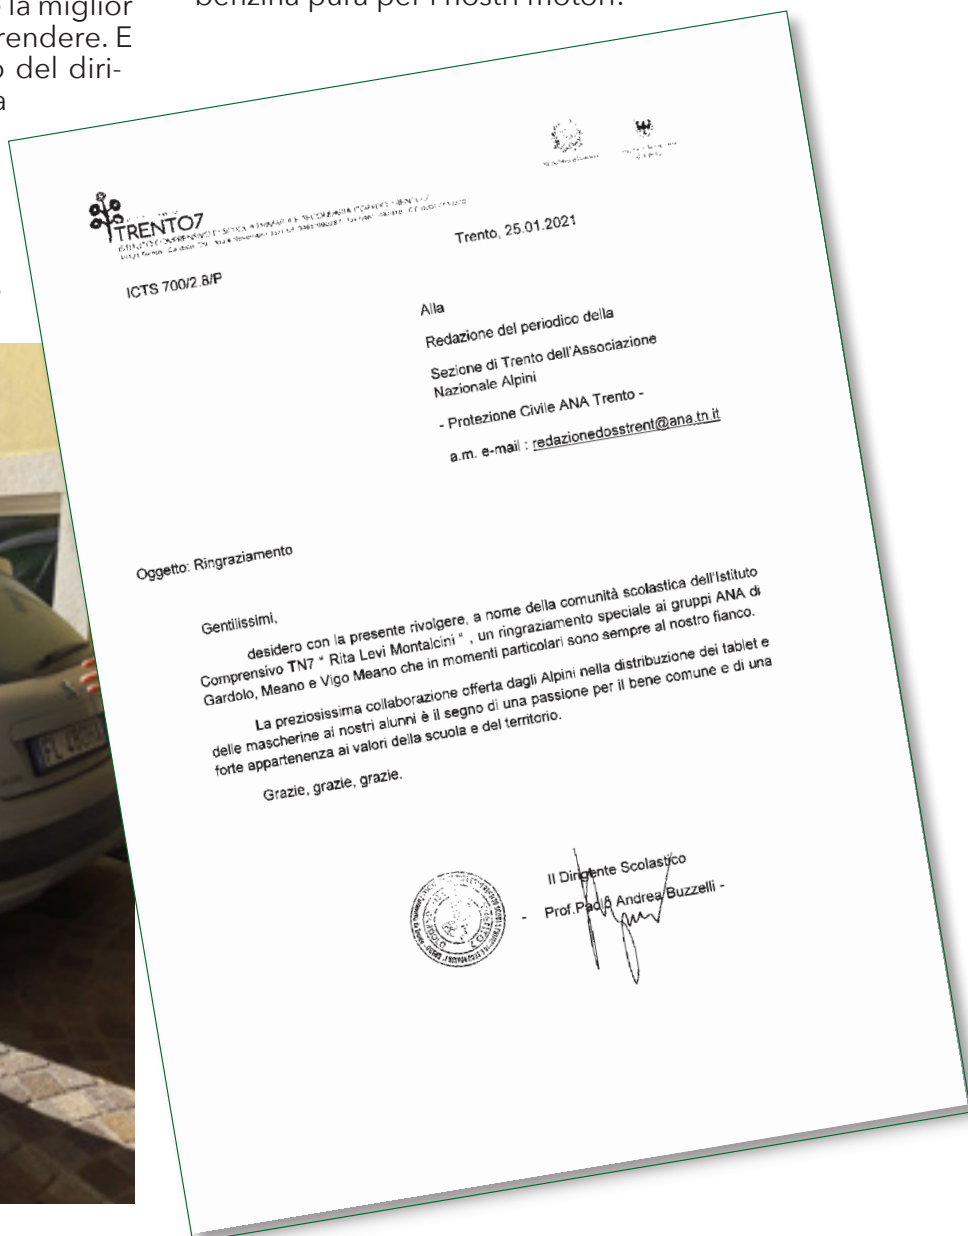 la miglior
rendere. E
del diri-
benzina pura per i nostri motori.
TRENTO7
Trento, 25.01.2021
ICTS 700/2.8/P
Alla
Redazione del periodico della
Sezione di Trento dell'Associazione
Nazionale Alpini
- Protezione Civile ANA Trento -
a.m. e-mail : redazionedosstrent@ana.tn.it
Oggetto: Ringraziamento
Gentilissimi,
desidero con la presente rivolgere, a nome della comunità scolastica dell'Istituto
Comprensivo TN7 “ Rita Levi Montalcini “ , un ringraziamento speciale ai gruppi ANA di
Gardolo, Meano e Vigo Meano che in momenti particolari sono sempre al nostro fianco.
La preziosissima collaborazione offerta dagli Alpini nella distribuzione dei tablet e
delle mascherine ai nostri alunni è il segno di una passione per il bene comune e di una
forte appartenenza ai valori della scuola e del territorio.
Grazie, grazie, grazie.
Il Dirigente Scolastico
- Prof.Paolo Andrea Buzzelli -